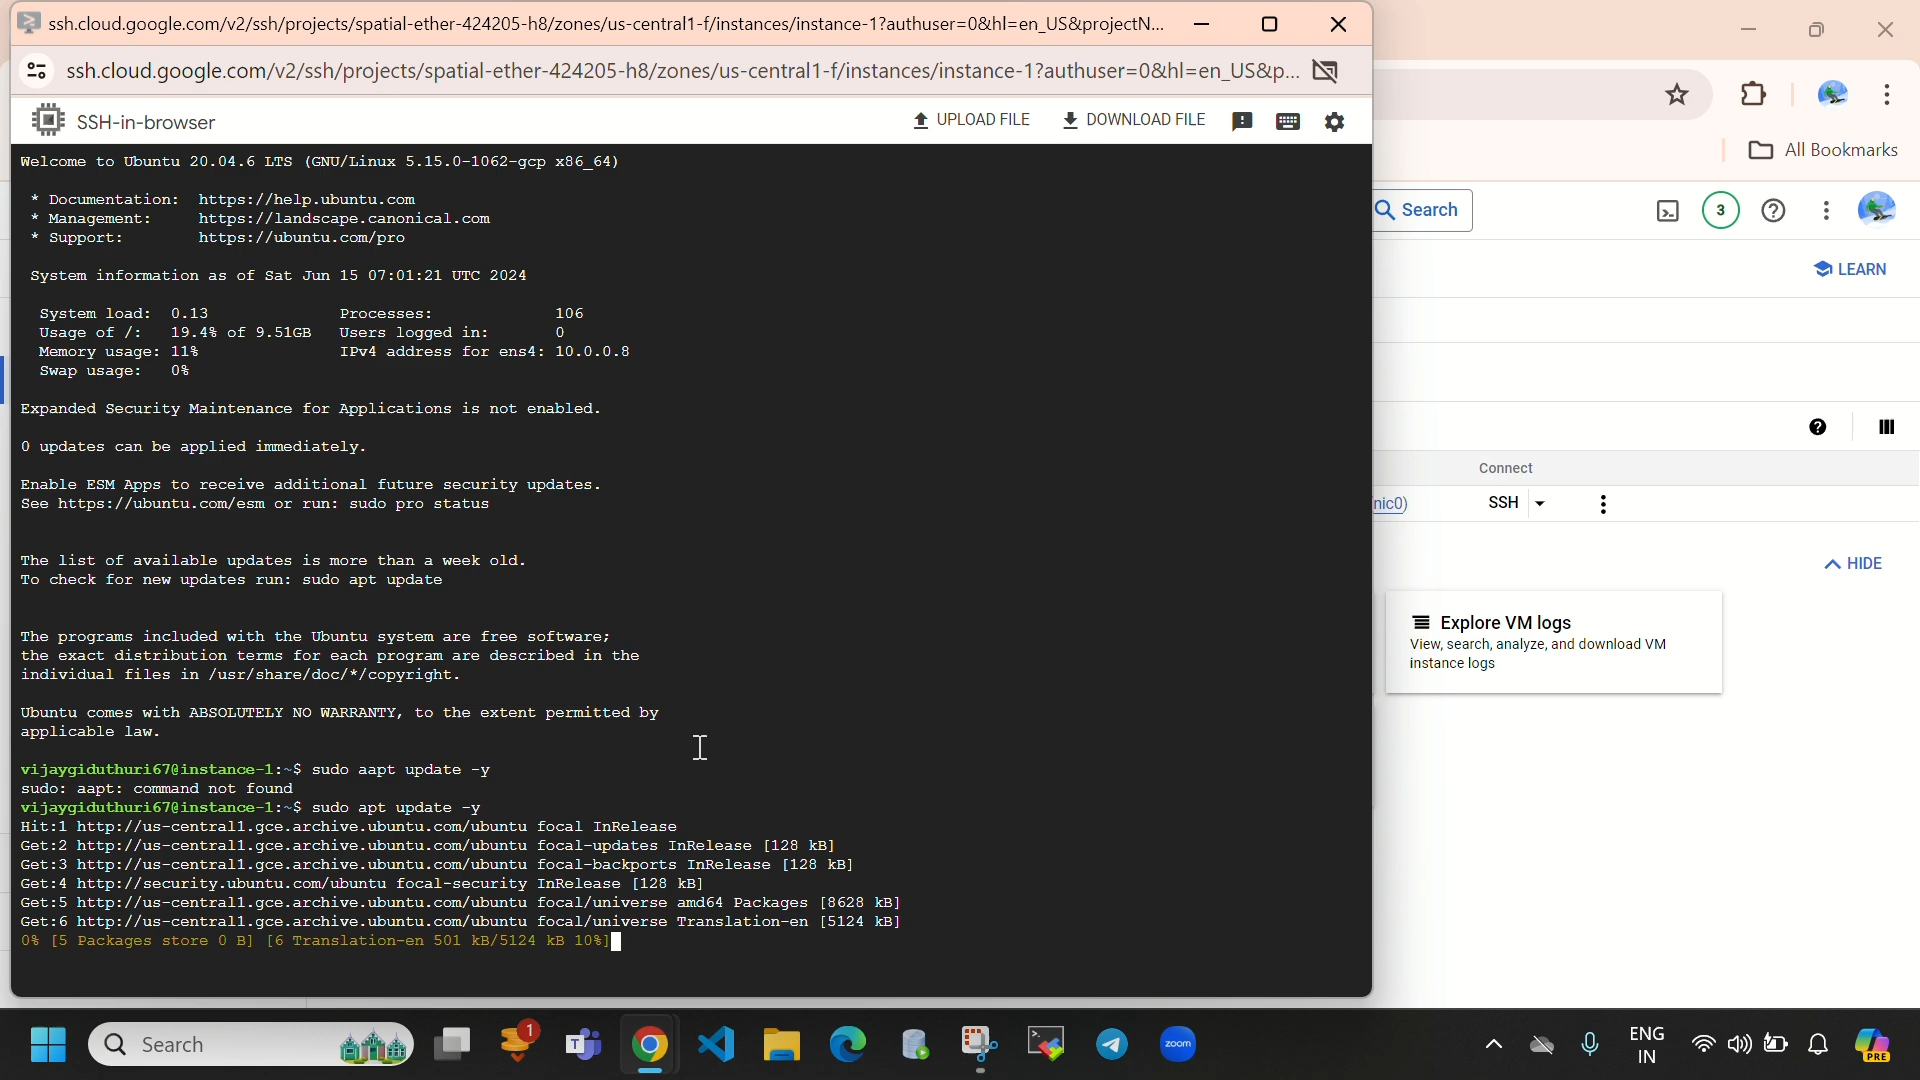 ssh.cloud.google.com/v2/ssh/projects/spatial-ether-424205-h8/zones/us-central1-f/instances/instance-1?authuser=0&hl=en_US&projectN...
ssh.cloud.google.com/v2/ssh/projects/spatial-ether-424205-h8/zones/us-central1-f/instances/instance-1?authuser=0&hl=en_US&p...
SSH-in-browser
UPLOAD FILE
DOWNLOAD FILE
All Bookmarks
Search
3
LEARN
Connect
nic0)
SSH
HIDE
Explore VM logs
View, search, analyze, and download VM
instance logs
Welcome to Ubuntu 20.04.6 LTS (GNU/Linux 5.15.0-1062-gcp x86_64)
* Documentation:  https://help.ubuntu.com
* Management:     https://landscape.canonical.com
* Support:        https://ubuntu.com/pro
System information as of Sat Jun 15 07:01:21 UTC 2024
System load:  0.13               Processes:             106
Usage of /:   19.4% of 9.51GB   Users logged in:       0
Memory usage: 11%                IPv4 address for ens4: 10.0.0.8
Swap usage:   0%
Expanded Security Maintenance for Applications is not enabled.
0 updates can be applied immediately.
Enable ESM Apps to receive additional future security updates.
See https://ubuntu.com/esm or run: sudo pro status
The list of available updates is more than a week old.
To check for new updates run: sudo apt update
The programs included with the Ubuntu system are free software;
the exact distribution terms for each program are described in the
individual files in /usr/share/doc/*/copyright.
Ubuntu comes with ABSOLUTELY NO WARRANTY, to the extent permitted by
applicable law.
vijaygiduthuri67@instance-1:~$ sudo aapt update -y
sudo: aapt: command not found
vijaygiduthuri67@instance-1:~$ sudo apt update -y
Hit:1 http://us-central1.gce.archive.ubuntu.com/ubuntu focal InRelease
Get:2 http://us-central1.gce.archive.ubuntu.com/ubuntu focal-updates InRelease [128 kB]
Get:3 http://us-central1.gce.archive.ubuntu.com/ubuntu focal-backports InRelease [128 kB]
Get:4 http://security.ubuntu.com/ubuntu focal-security InRelease [128 kB]
Get:5 http://us-central1.gce.archive.ubuntu.com/ubuntu focal/universe amd64 Packages [8628 kB]
Get:6 http://us-central1.gce.archive.ubuntu.com/ubuntu focal/universe Translation-en [5124 kB]
0% [5 Packages store 0 B] [6 Translation-en 501 kB/5124 kB 10%]
Search
1
zoom
ENG
IN
PRE